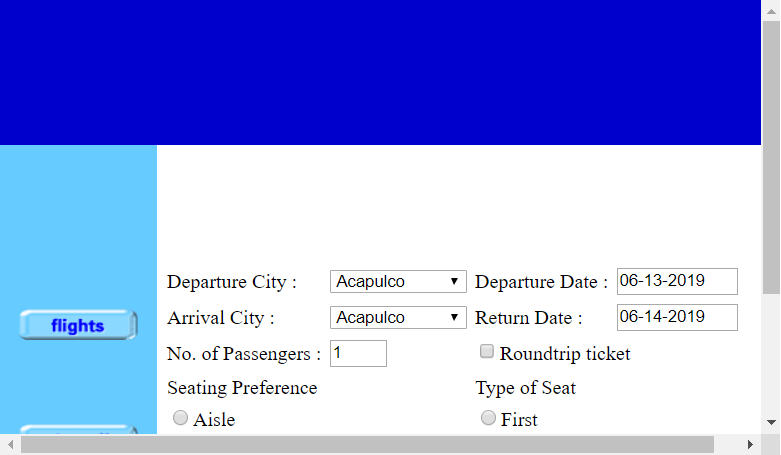 Departure City : Acapulco Departure Date : 06-13-2019
flights
Arrival City : Acapulco Return Date : 06-14-2019
No. of Passengers : 1 Roundtrip ticket
Seating Preference Type of Seat
Aisle First